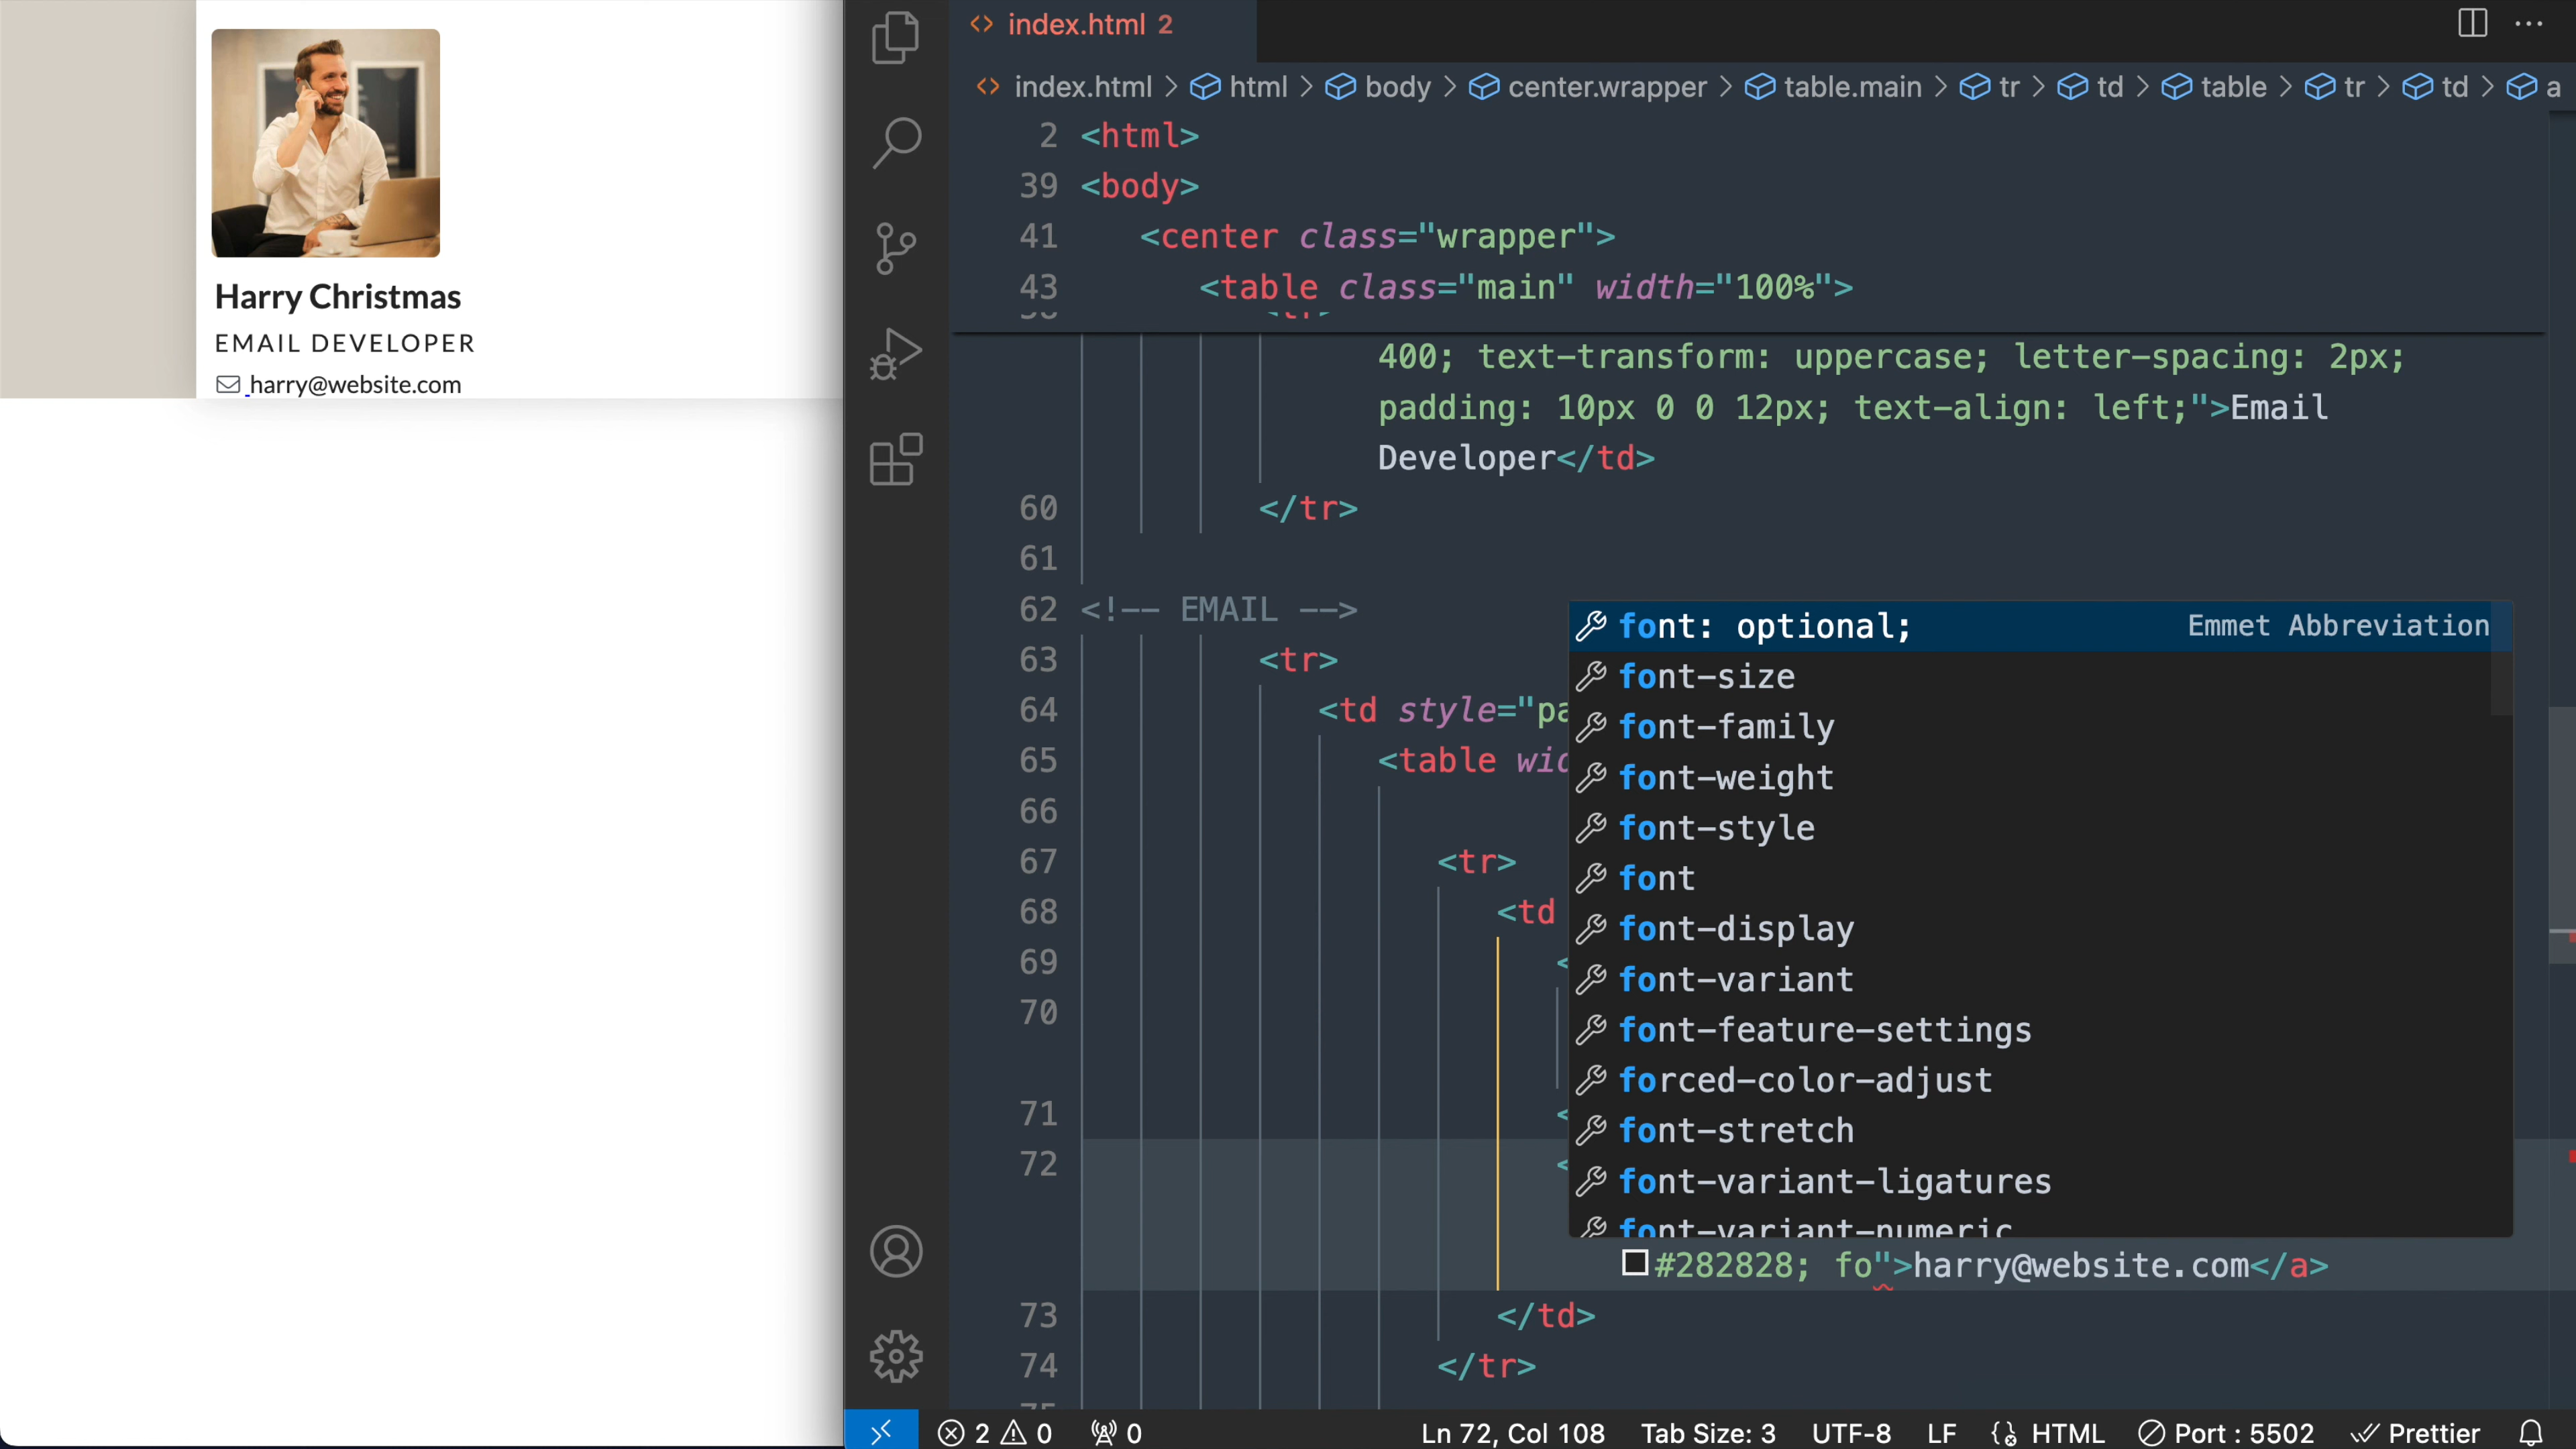 Harry Christmas
EMAIL DEVELOPER
harry@website.com
index.html 2
index.html > html > body > center.wrapper > table.main > tr > td > table > tr > td > a
2 <html>
39 <body>
41 <center class="wrapper">
43 <table class="main" width="100%">
<tr>
400; text-transform: uppercase; letter-spacing: 2px;
padding: 10px 0 0 12px; text-align: left;">Email
Developer</td>
60 </tr>
61
62 <!-- EMAIL -->
63 <tr>
64 <td style="pa
65 <table wid
66
67 <tr>
68 <td
69 <
70
71 <
72 <
font: optional; Emmet Abbreviation
font-size
font-family
font-weight
font-style
font
font-display
font-variant
font-feature-settings
forced-color-adjust
font-stretch
font-variant-ligatures
font-variant-numeric
#282828; fo">harry@website.com</a>
73 </td>
74 </tr>
75
2 0 0 Ln 72, Col 108 Tab Size: 3 UTF-8 LF HTML Port : 5502 Prettier